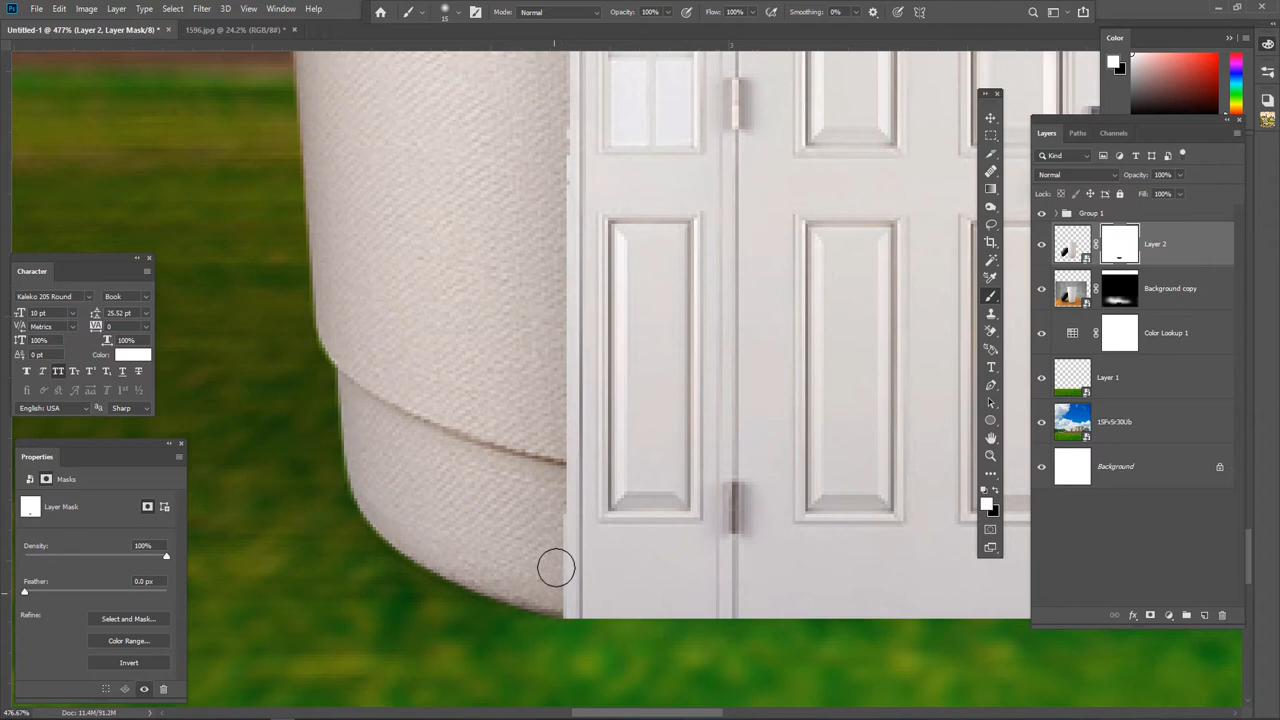 File Edit Image Layer Type Select Filter 3D View Window Help
15 Mode: Normal Opacity: 100% Flow: 100% Smoothing: 0%
Untitled-1 @ 477% (Layer 2, Layer Mask/8) * × 1596.jpg @ 24.2% (RGB/8#) * ×
3
Color
Layers Paths Channels
Kind
Normal Opacity: 100%
Lock: Fill: 100%
Group 1
Layer 2
Background copy
Color Lookup 1
Layer 1
1SFvSr30Ub
Background
Character
Kaleko 205 Round Book
10 pt 25.52 pt
Metrics 0
100% 100%
0 pt Color:
English: USA Sharp
Properties
Masks
Layer Mask
Density: 100%
Feather: 0.0 px
Refine: Select and Mask...
Color Range...
Invert
476.67% Doc: 11.4M/91.2M